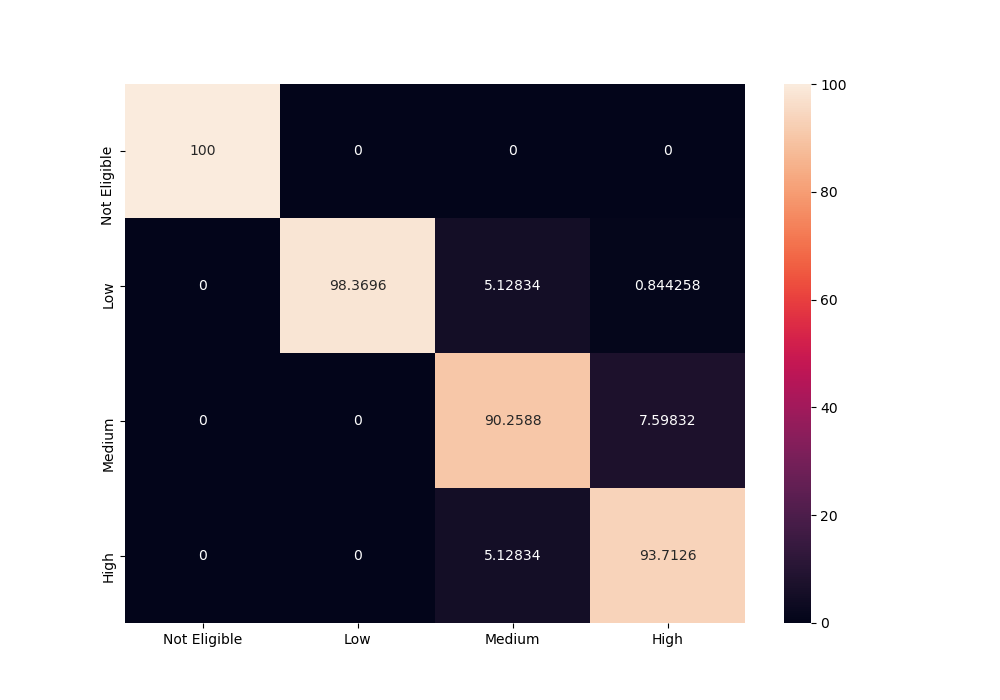 Not Eligible 100 0 0 0
Low 0 98.3696 5.12834 0.844258
Medium 0 0 90.2588 7.59832
High 0 0 5.12834 93.7126
Not Eligible Low Medium High
100
80
60
40
20
0